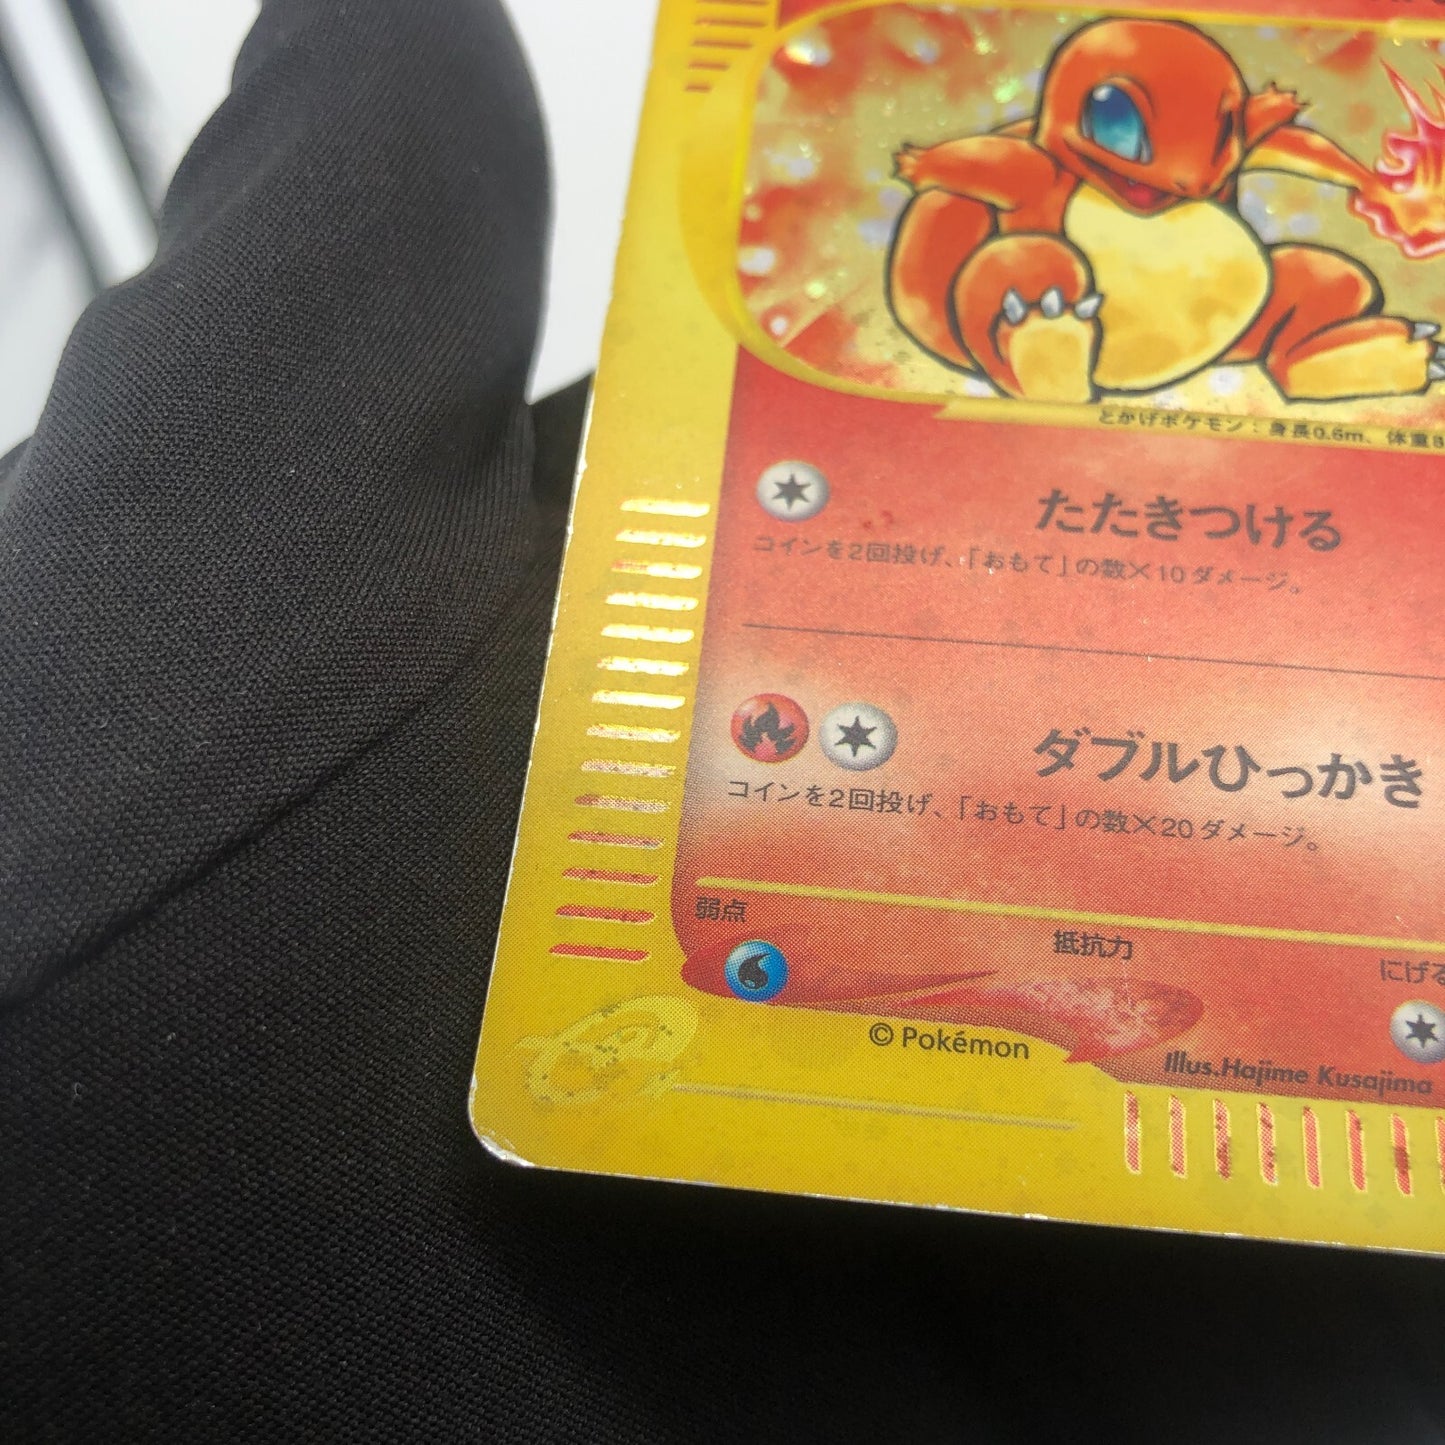 とかげポケモン：身長0.6m、体重8
たたきつける
コインを2回投げ、「おもて」の数×10ダメージ。
ダブルひっかき
コインを2回投げ、「おもて」の数×20ダメージ。
弱点
抵抗力
にげる
© Pokémon
Illus.Hajime Kusajima